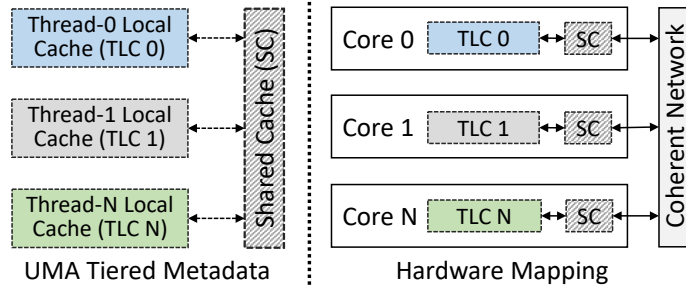 Thread-0 Local
Cache (TLC 0)
Thread-1 Local
Cache (TLC 1)
Thread-N Local
Cache (TLC N)
Shared Cache (SC)
UMA Tiered Metadata
Core 0
TLC 0
SC
Core 1
TLC 1
SC
Core N
TLC N
SC
Coherent Network
Hardware Mapping